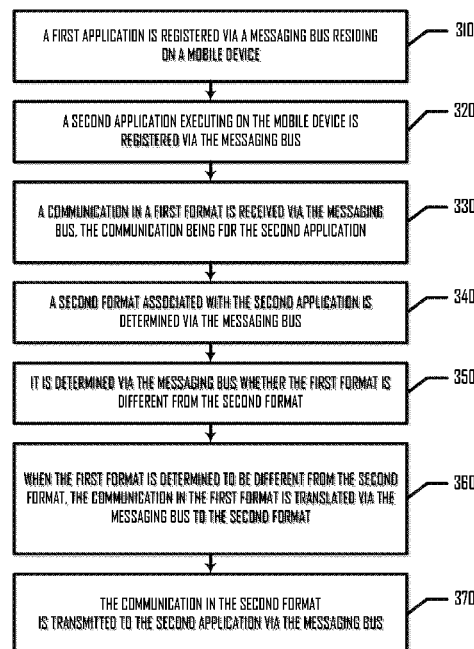 A FIRST APPLICATION IS REGISTERED VIA A MESSAGING BUS RESIDING
ON A MOBILE DEVICE
310
A SECOND APPLICATION EXECUTING ON THE MOBILE DEVICE IS
REGISTERED VIA THE MESSAGING BUS
320
A COMMUNICATION IN A FIRST FORMAT IS RECEIVED VIA THE MESSAGING
BUS, THE COMMUNICATION BEING FOR THE SECOND APPLICATION
330
A SECOND FORMAT ASSOCIATED WITH THE SECOND APPLICATION IS
DETERMINED VIA THE MESSAGING BUS
340
IT IS DETERMINED VIA THE MESSAGING BUS WHETHER THE FIRST FORMAT IS
DIFFERENT FROM THE SECOND FORMAT
350
WHEN THE FIRST FORMAT IS DETERMINED TO BE DIFFERENT FROM THE SECOND
FORMAT, THE COMMUNICATION IN THE FIRST FORMAT IS TRANSLATED VIA THE
MESSAGING BUS TO THE SECOND FORMAT
360
THE COMMUNICATION IN THE SECOND FORMAT
IS TRANSMITTED TO THE SECOND APPLICATION VIA THE MESSAGING BUS
370